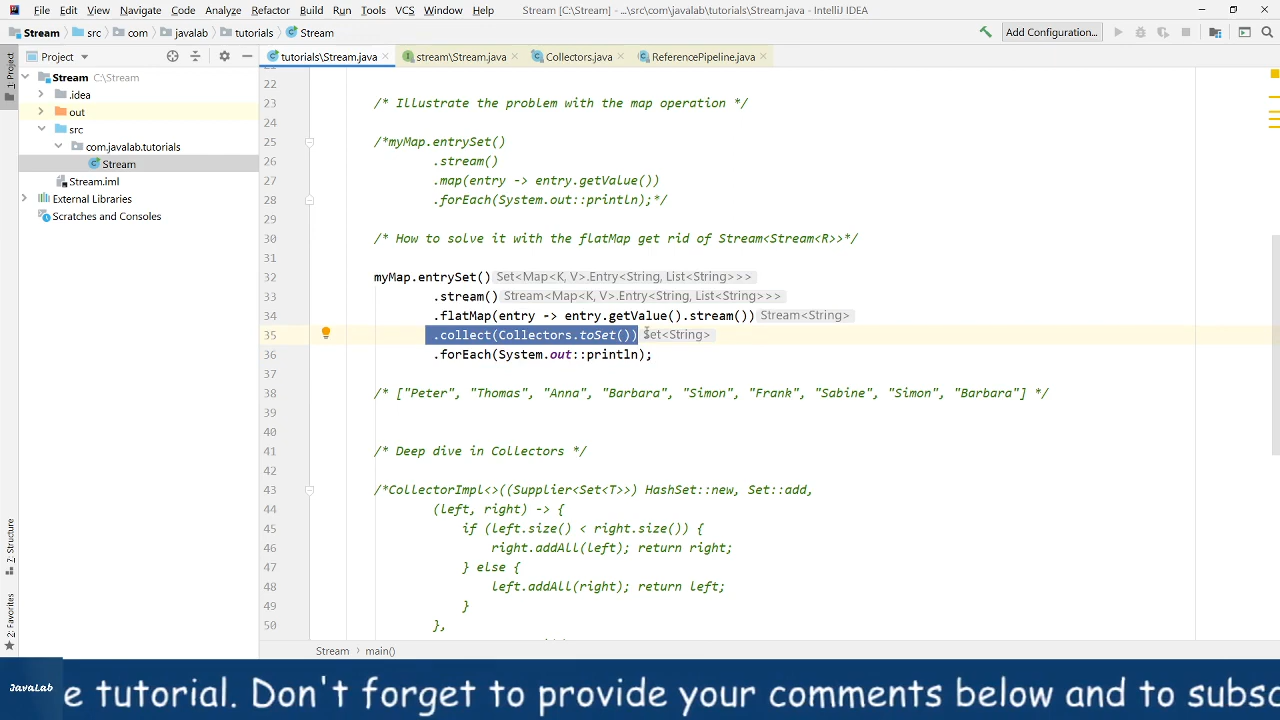 File Edit View Navigate Code Analyze Refactor Build Run Tools VCS Window Help Stream [C:\Stream] - ...\src\com\javalab\tutorials\Stream.java - IntelliJ IDEA
Stream src com javalab tutorials Stream Add Configuration...
Project tutorials\Stream.java stream\Stream.java Collectors.java ReferencePipeline.java
1: Project
Stream C:\Stream
.idea
out
src
com.javalab.tutorials
Stream
Stream.iml
External Libraries
Scratches and Consoles
7: Structure
2: Favorites
22
23 /* Illustrate the problem with the map operation */
24
25 /*myMap.entrySet()
26 .stream()
27 .map(entry -> entry.getValue())
28 .forEach(System.out::println);*/
29
30 /* How to solve it with the flatMap get rid of Stream<Stream<R>>*/
31
32 myMap.entrySet() Set<Map<K, V>.Entry<String, List<String>>>
33 .stream() Stream<Map<K, V>.Entry<String, List<String>>>
34 .flatMap(entry -> entry.getValue().stream()) Stream<String>
35 .collect(Collectors.toSet()) Set<String>
36 .forEach(System.out::println);
37
38 /* ["Peter", "Thomas", "Anna", "Barbara", "Simon", "Frank", "Sabine", "Simon", "Barbara"] */
39
40
41 /* Deep dive in Collectors */
42
43 /*CollectorImpl<>((Supplier<Set<T>>) HashSet::new, Set::add,
44 (left, right) -> {
45 if (left.size() < right.size()) {
46 right.addAll(left); return right;
47 } else {
48 left.addAll(right); return left;
49 }
50 },
Stream > main()
JavaLab
e tutorial. Don't forget to provide your comments below and to subsc